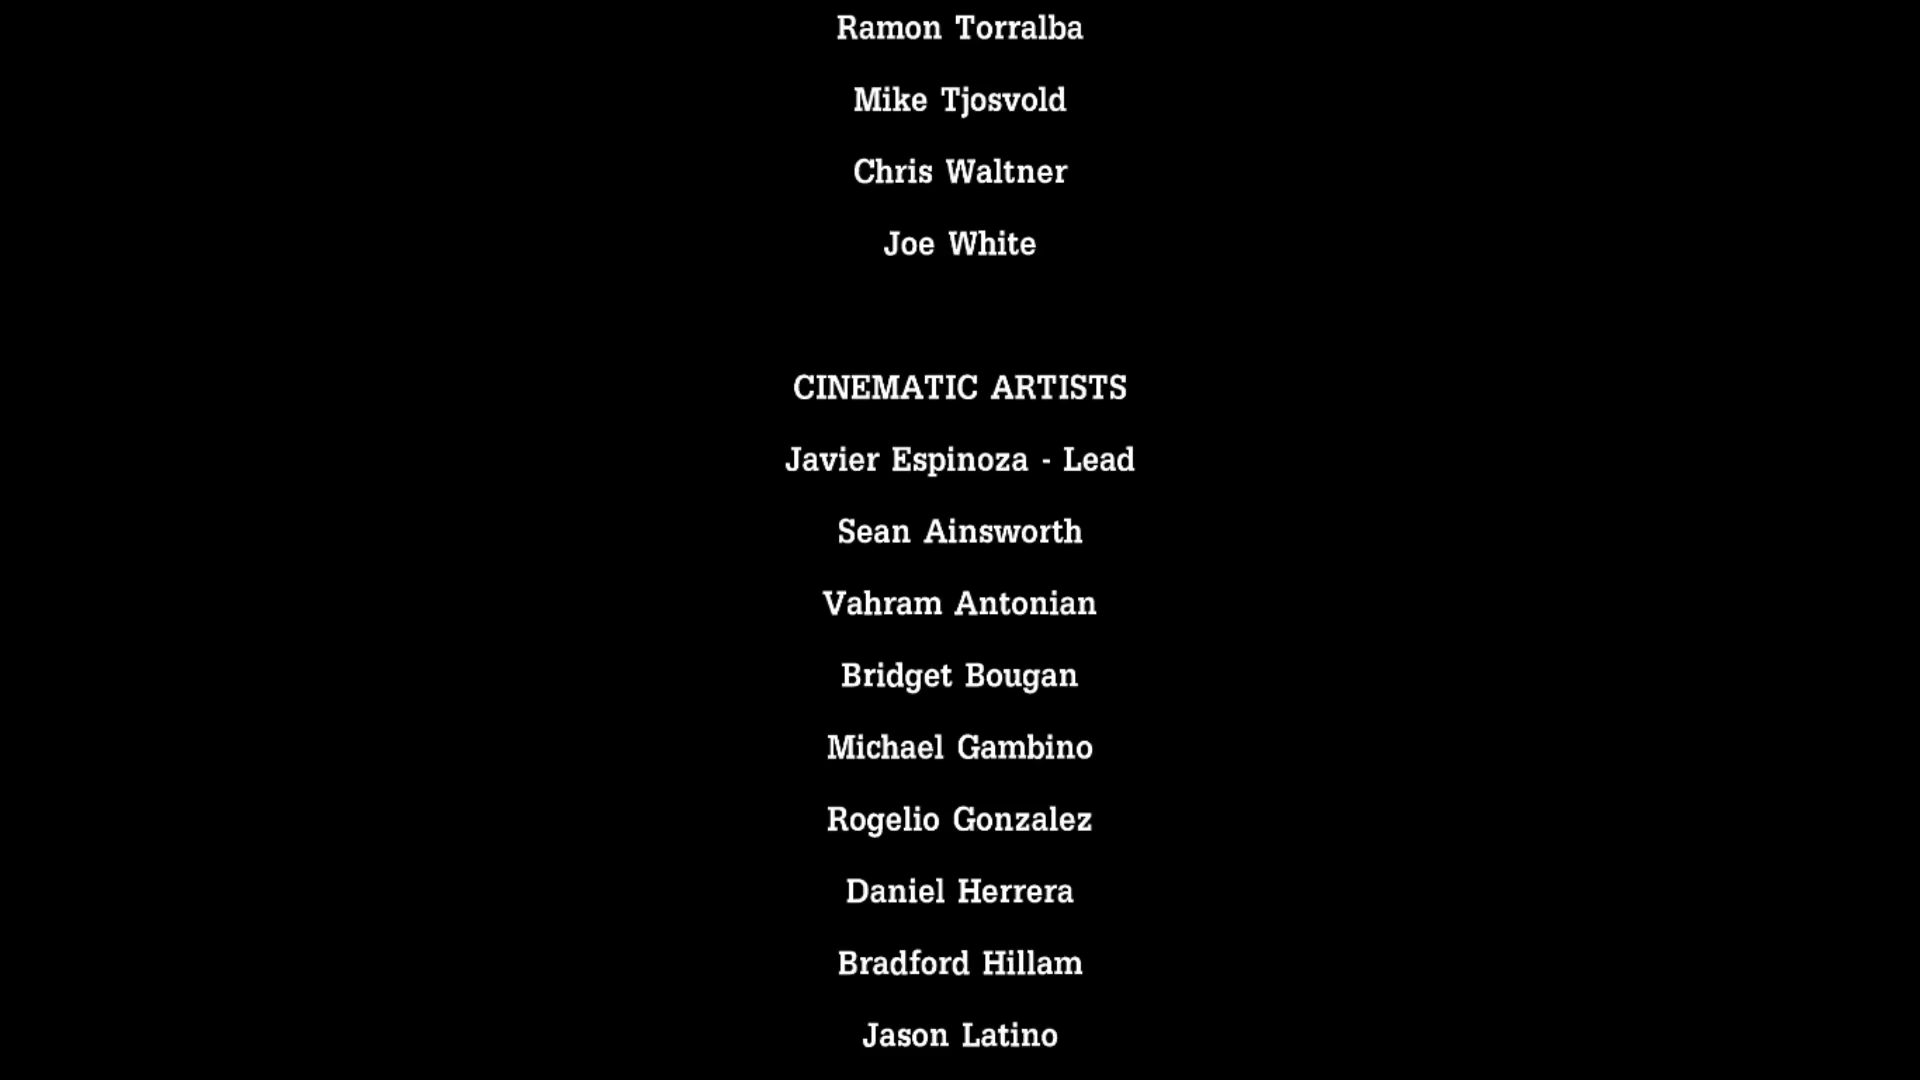 Ramon Torralba
Mike Tjosvold
Chris Waltner
Joe White
CINEMATIC ARTISTS
Javier Espinoza - Lead
Sean Ainsworth
Vahram Antonian
Bridget Bougan
Michael Gambino
Rogelio Gonzalez
Daniel Herrera
Bradford Hillam
Jason Latino